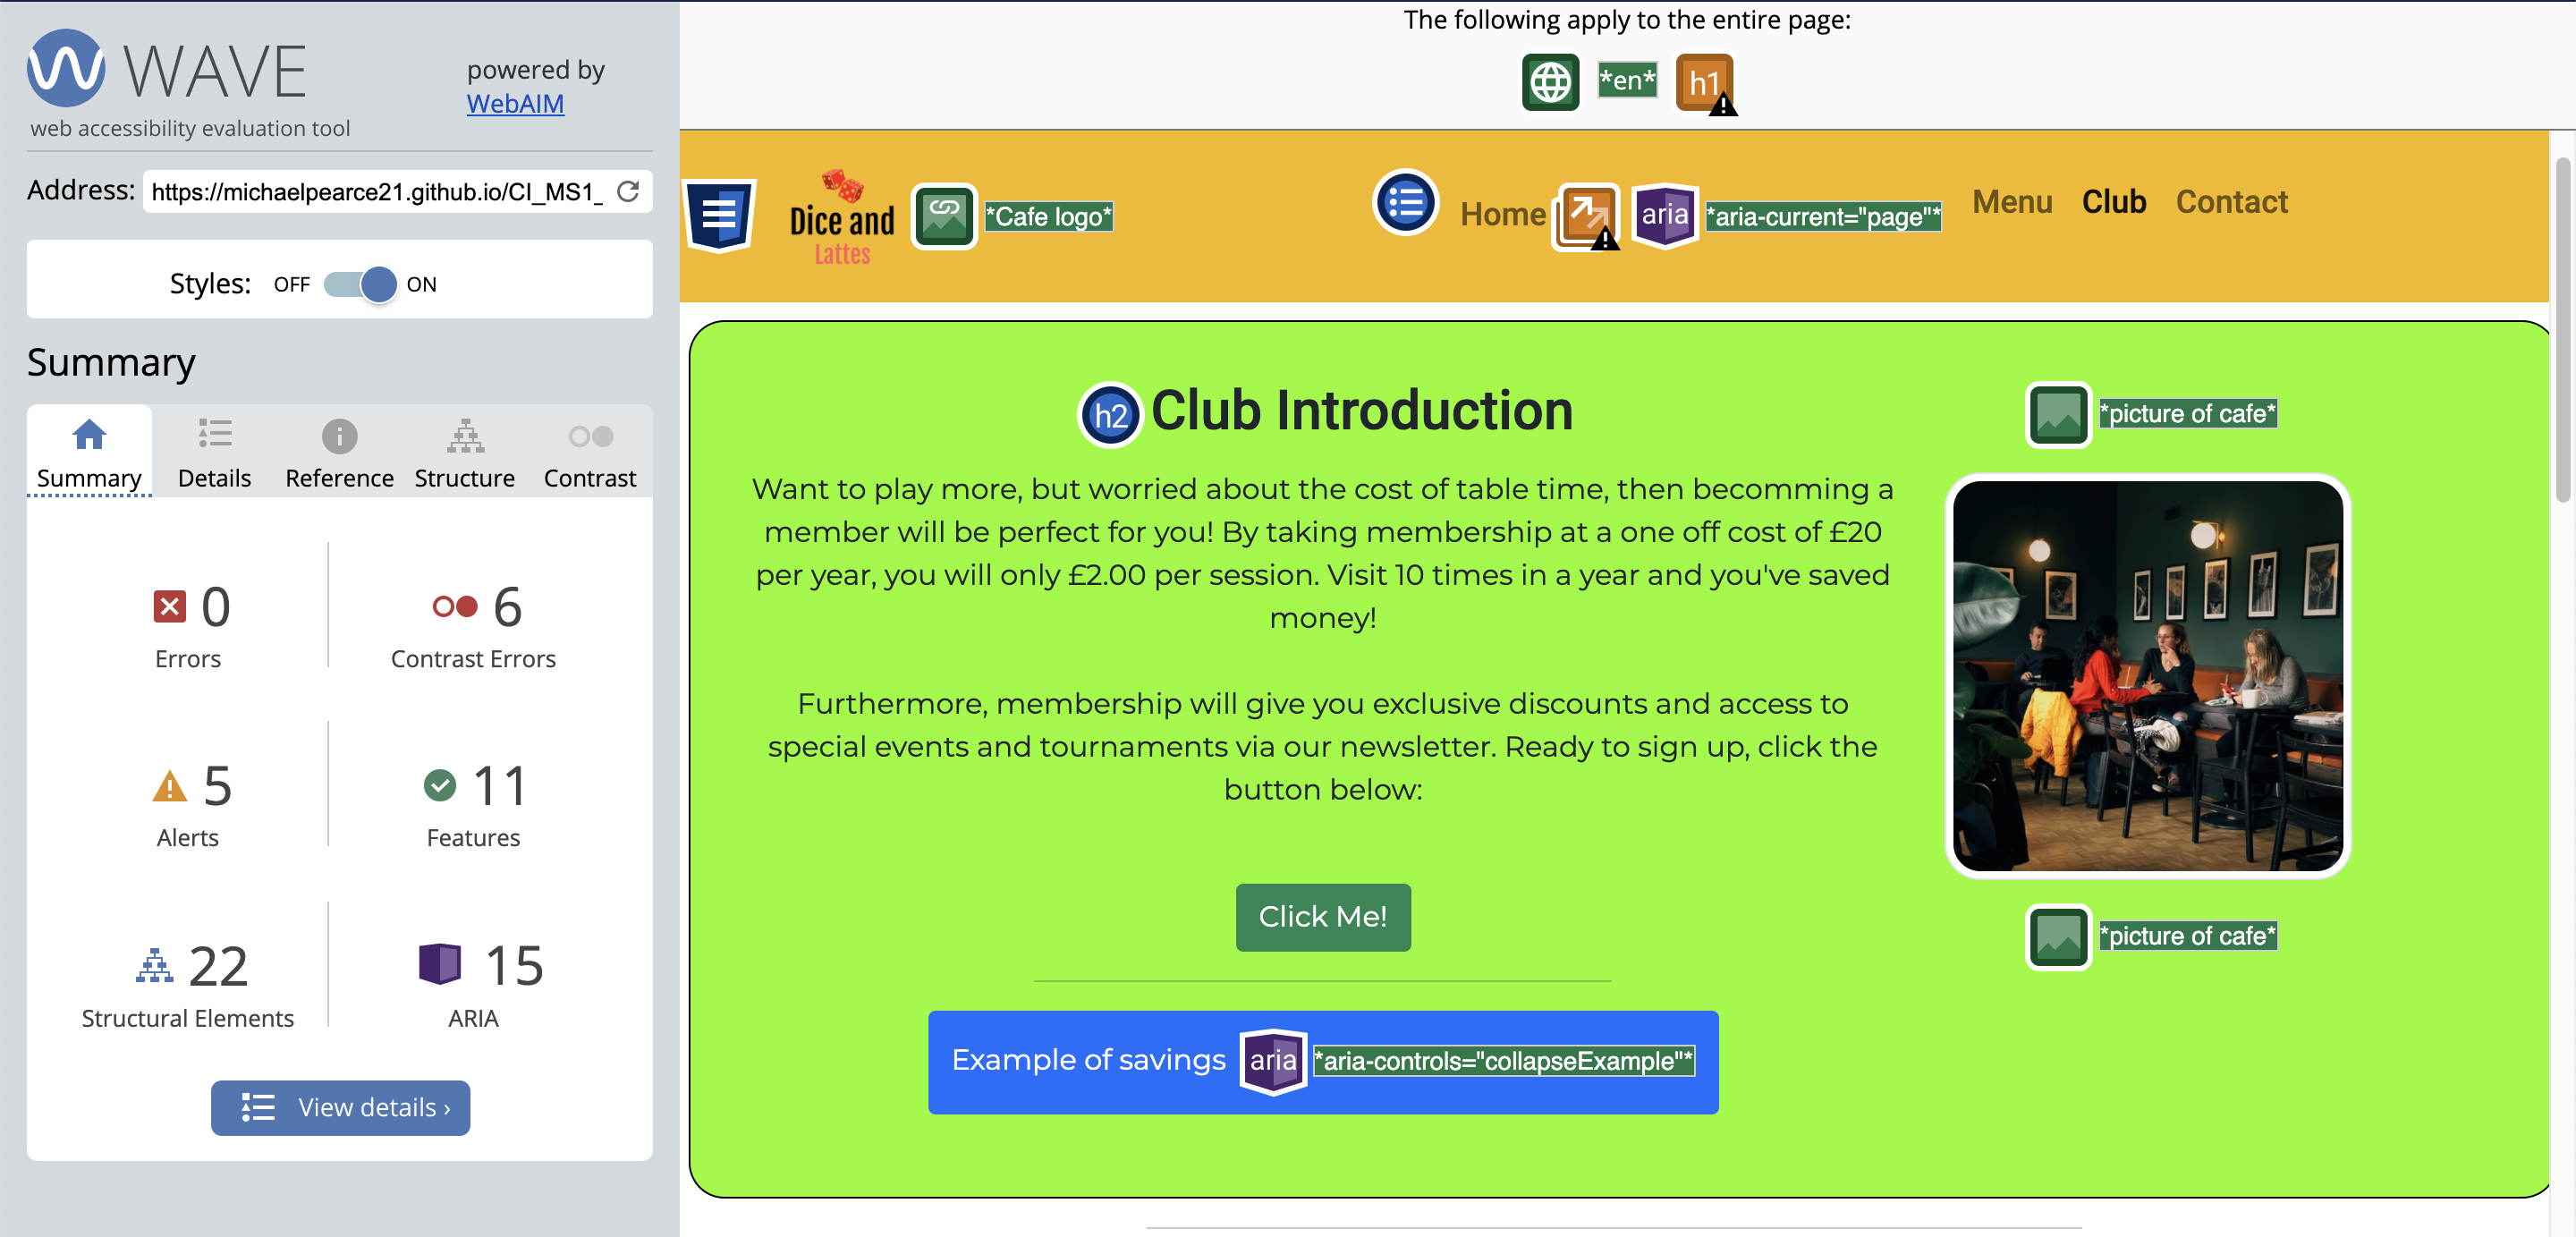 WAVE
powered by
WebAIM
web accessibility evaluation tool
Address: https://michaelpearce21.github.io/CI_MS1_
Styles: OFF ON
Summary
Summary Details Reference Structure Contrast
0 6
Errors Contrast Errors
5 11
Alerts Features
22 15
Structural Elements ARIA
View details ›
The following apply to the entire page:
*en* h1
Dice and
Lattes
*Cafe logo*
Home aria *aria-current="page"* Menu Club Contact
h2 Club Introduction
Want to play more, but worried about the cost of table time, then becomming a
member will be perfect for you! By taking membership at a one off cost of £20
per year, you will only £2.00 per session. Visit 10 times in a year and you've saved
money!
Furthermore, membership will give you exclusive discounts and access to
special events and tournaments via our newsletter. Ready to sign up, click the
button below:
Click Me!
Example of savings aria *aria-controls="collapseExample"*
*picture of cafe*
*picture of cafe*